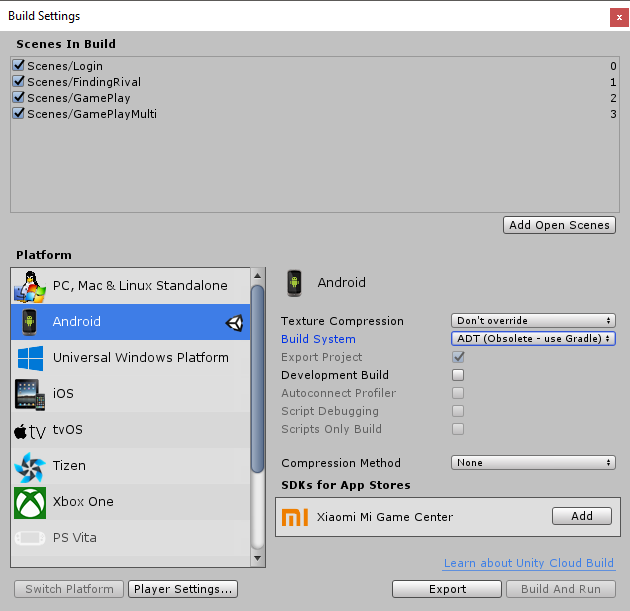 Build Settings
x
Scenes In Build
Scenes/Login 0
Scenes/FindingRival 1
Scenes/GamePlay 2
Scenes/GamePlayMulti 3
Add Open Scenes
Platform
PC, Mac & Linux Standalone
Android
Universal Windows Platform
iOS
tv tvOS
Tizen
Xbox One
PS Vita
Android
Texture Compression Don't override
Build System ADT (Obsolete - use Gradle)
Export Project
Development Build
Autoconnect Profiler
Script Debugging
Scripts Only Build
Compression Method None
SDKs for App Stores
mi Xiaomi Mi Game Center Add
Learn about Unity Cloud Build
Switch Platform Player Settings... Export Build And Run